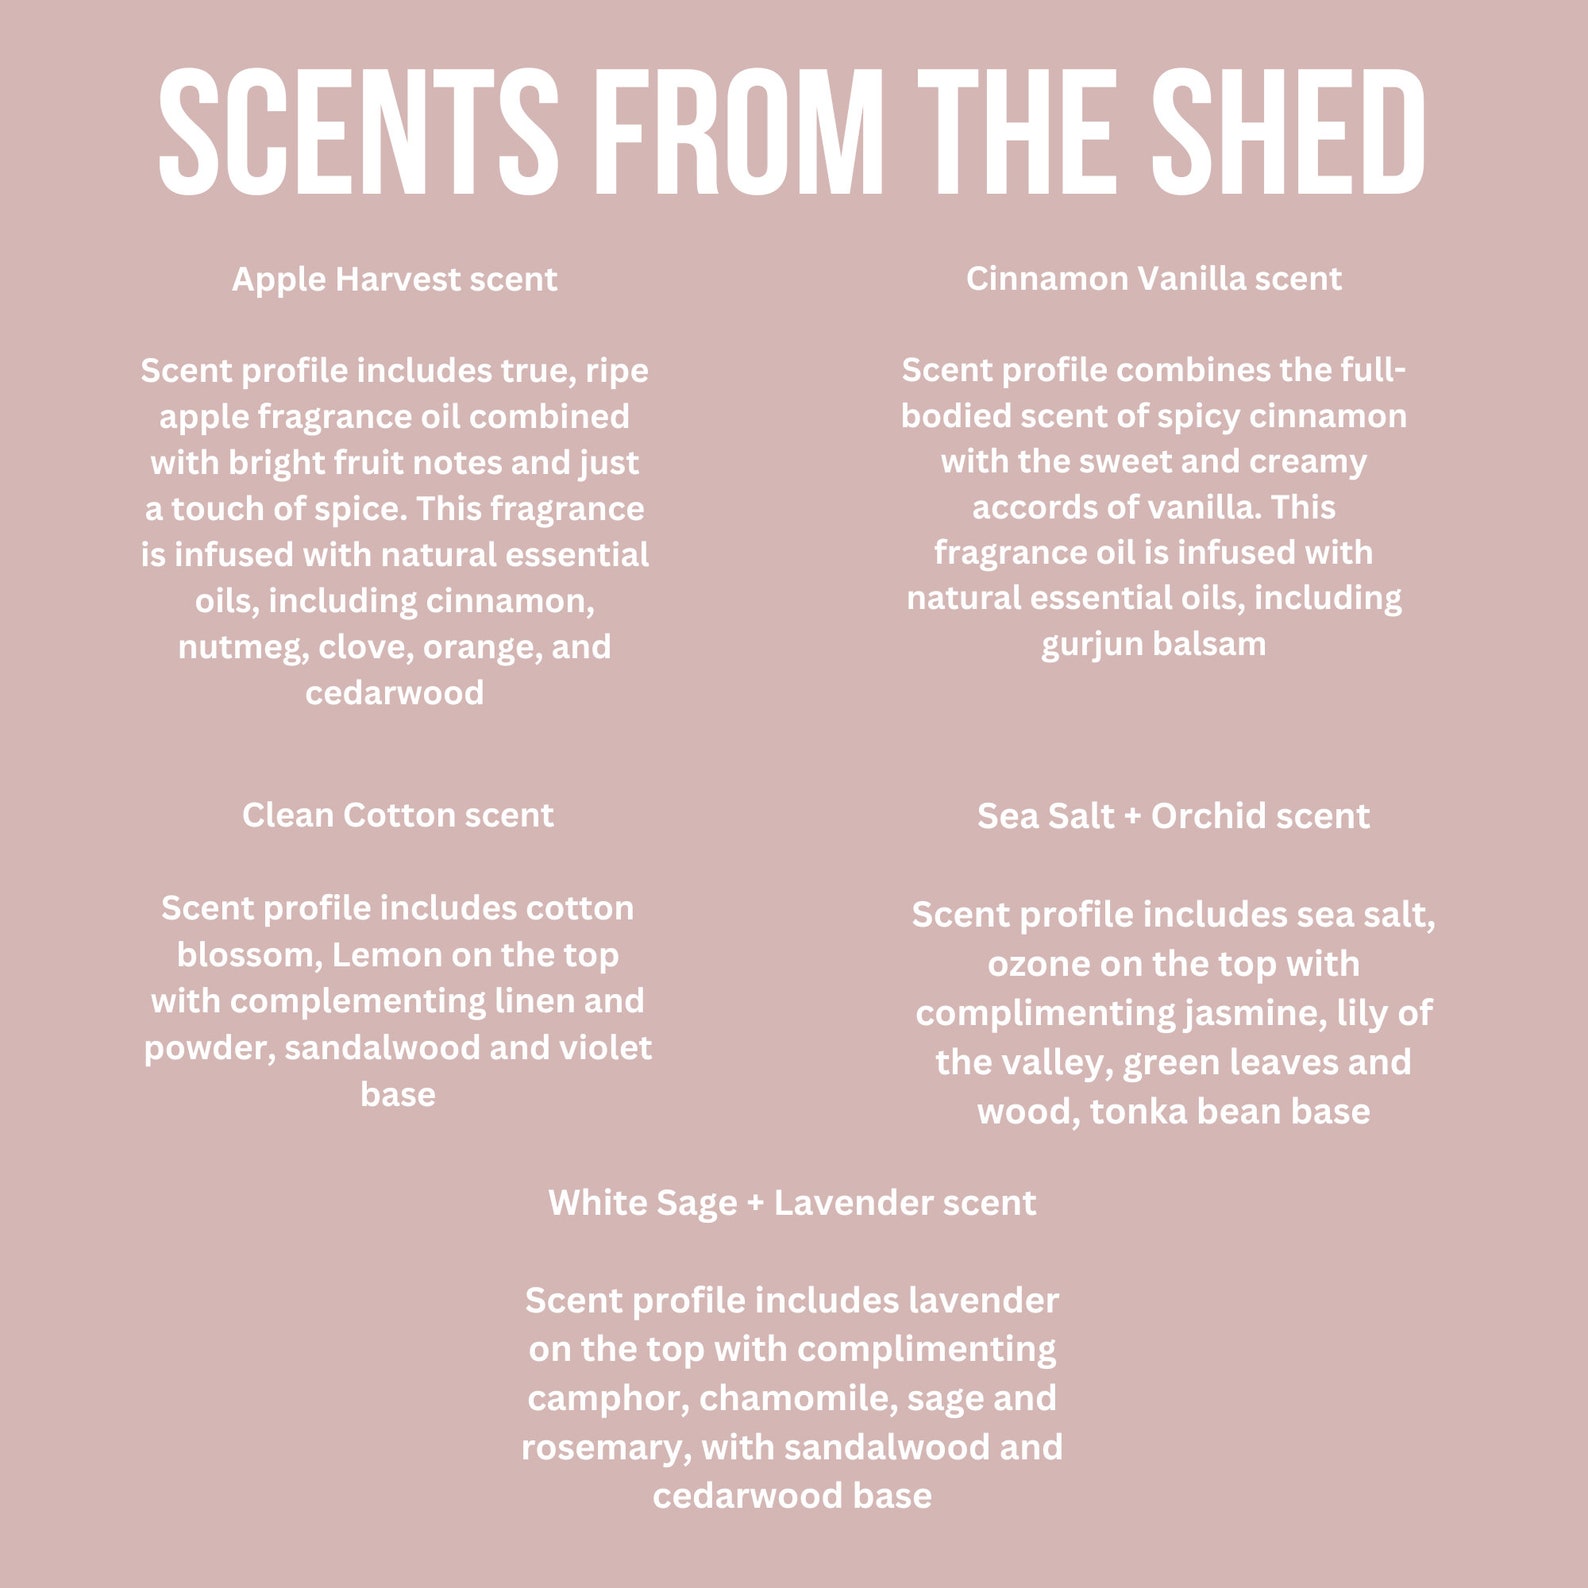 SCENTS FROM THE SHED
Apple Harvest scent
Scent profile includes true, ripe
apple fragrance oil combined
with bright fruit notes and just
a touch of spice. This fragrance
is infused with natural essential
oils, including cinnamon,
nutmeg, clove, orange, and
cedarwood
Cinnamon Vanilla scent
Scent profile combines the full-
bodied scent of spicy cinnamon
with the sweet and creamy
accords of vanilla. This
fragrance oil is infused with
natural essential oils, including
gurjun balsam
Clean Cotton scent
Scent profile includes cotton
blossom, Lemon on the top
with complementing linen and
powder, sandalwood and violet
base
Sea Salt + Orchid scent
Scent profile includes sea salt,
ozone on the top with
complimenting jasmine, lily of
the valley, green leaves and
wood, tonka bean base
White Sage + Lavender scent
Scent profile includes lavender
on the top with complimenting
camphor, chamomile, sage and
rosemary, with sandalwood and
cedarwood base